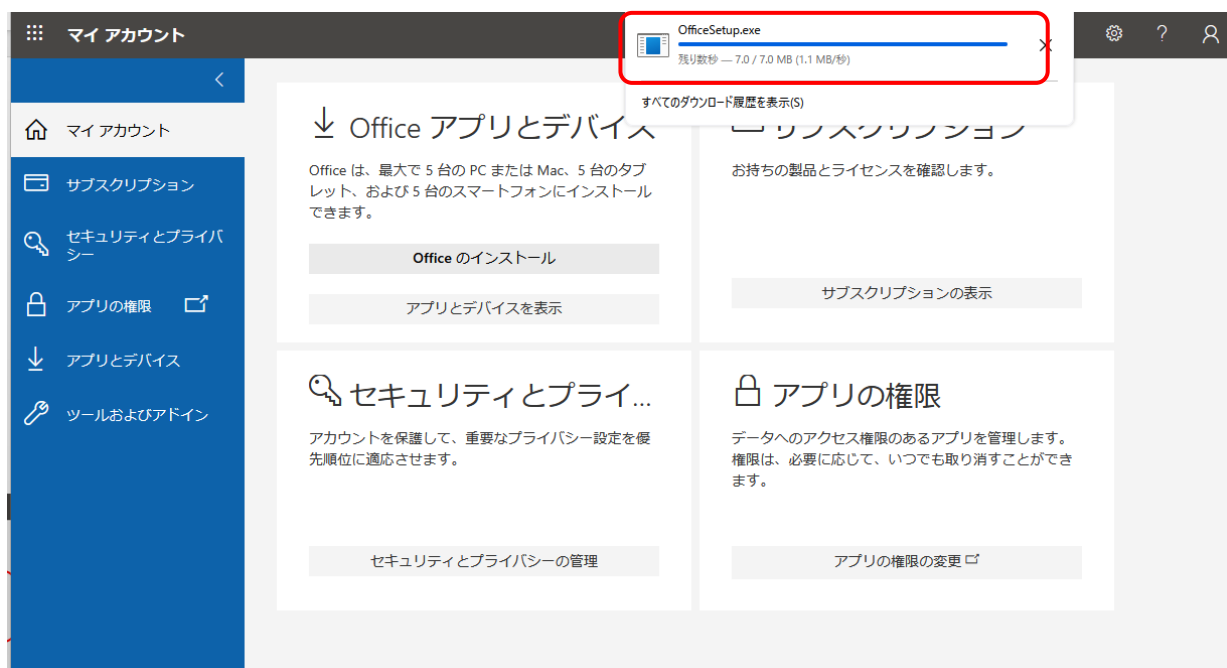 マイ アカウント
OfficeSetup.exe
残り数秒 — 7.0 / 7.0 MB (1.1 MB/秒)
すべてのダウンロード履歴を表示(S)
マイ アカウント
サブスクリプション
セキュリティとプライバ
シー
アプリの権限
アプリとデバイス
ツールおよびアドイン
Office アプリとデバイス
Office は、最大で 5 台の PC または Mac、5 台のタブ
レット、および 5 台のスマートフォンにインストール
できます。
Office のインストール
アプリとデバイスを表示
サブスクリプション
お持ちの製品とライセンスを確認します。
サブスクリプションの表示
セキュリティとプライ...
アカウントを保護して、重要なプライバシー設定を優
先順位に適応させます。
セキュリティとプライバシーの管理
アプリの権限
データへのアクセス権限のあるアプリを管理します。
権限は、必要に応じて、いつでも取り消すことができ
ます。
アプリの権限の変更